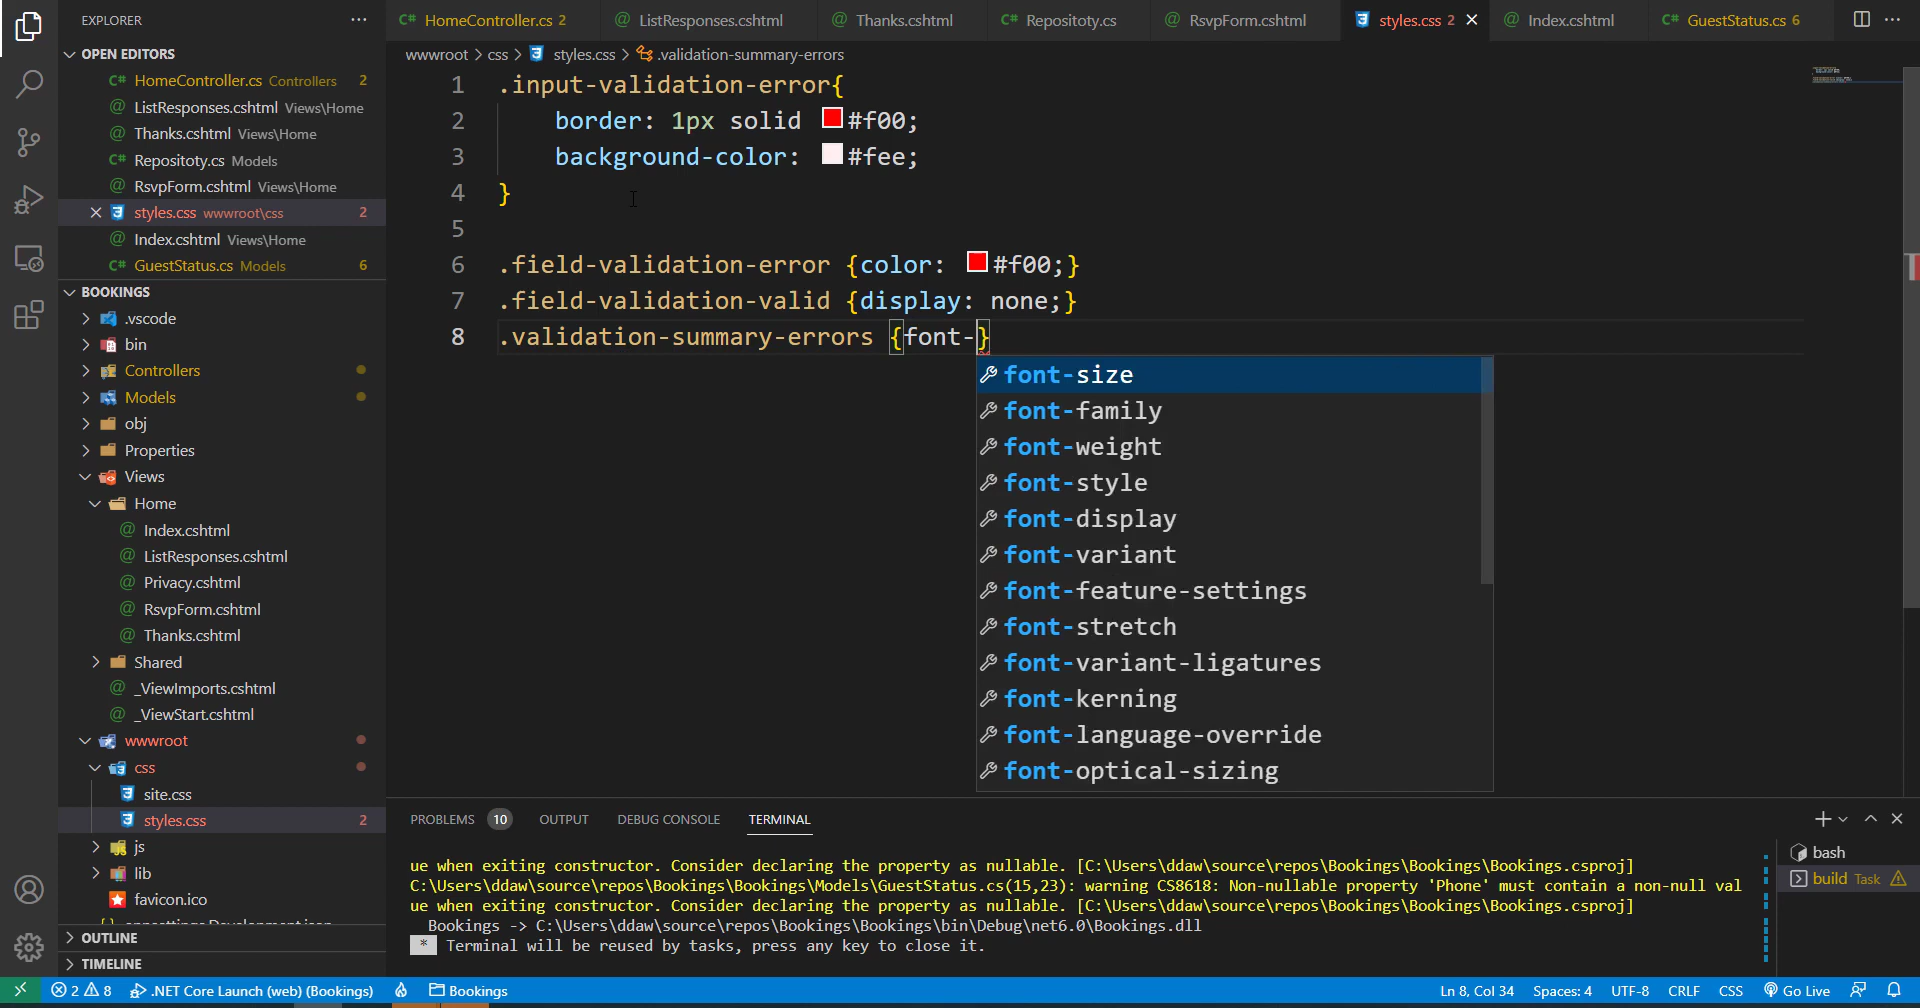 EXPLORER
OPEN EDITORS
HomeController.cs Controllers 2
ListResponses.cshtml Views\Home
Thanks.cshtml Views\Home
Repositoty.cs Models
RsvpForm.cshtml Views\Home
styles.css wwwroot\css 2
Index.cshtml Views\Home
GuestStatus.cs Models 6
BOOKINGS
.vscode
bin
Controllers
Models
obj
Properties
Views
Home
Index.cshtml
ListResponses.cshtml
Privacy.cshtml
RsvpForm.cshtml
Thanks.cshtml
Shared
_ViewImports.cshtml
_ViewStart.cshtml
wwwroot
css
site.css
styles.css 2
js
lib
favicon.ico
OUTLINE
TIMELINE
HomeController.cs 2 ListResponses.cshtml Thanks.cshtml Repositoty.cs RsvpForm.cshtml styles.css 2 Index.cshtml GuestStatus.cs 6
wwwroot > css > styles.css > .validation-summary-errors
1 .input-validation-error{
2 border: 1px solid #f00;
3 background-color: #fee;
4 }
5
6 .field-validation-error {color: #f00;}
7 .field-validation-valid {display: none;}
8 .validation-summary-errors {font-}
font-size
font-family
font-weight
font-style
font-display
font-variant
font-feature-settings
font-stretch
font-variant-ligatures
font-kerning
font-language-override
font-optical-sizing
PROBLEMS 10 OUTPUT DEBUG CONSOLE TERMINAL
ue when exiting constructor. Consider declaring the property as nullable. [C:\Users\ddaw\source\repos\Bookings\Bookings\Bookings.csproj]
C:\Users\ddaw\source\repos\Bookings\Bookings\Models\GuestStatus.cs(15,23): warning CS8618: Non-nullable property 'Phone' must contain a non-null val
ue when exiting constructor. Consider declaring the property as nullable. [C:\Users\ddaw\source\repos\Bookings\Bookings\Bookings.csproj]
Bookings -> C:\Users\ddaw\source\repos\Bookings\Bookings\bin\Debug\net6.0\Bookings.dll
* Terminal will be reused by tasks, press any key to close it.
bash
build Task
2 8 .NET Core Launch (web) (Bookings) Bookings Ln 8, Col 34 Spaces: 4 UTF-8 CRLF CSS Go Live